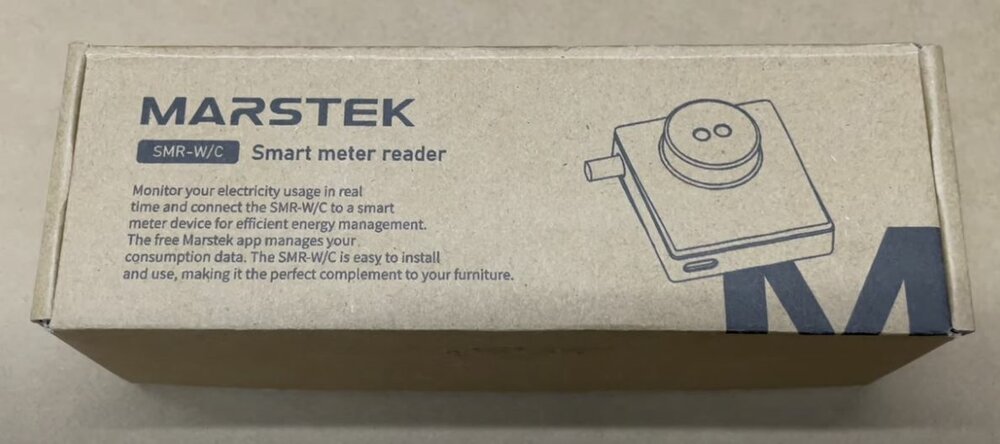 MARSTEK
SMR-W/C Smart meter reader
Monitor your electricity usage in real
time and connect the SMR-W/C to a smart
meter device for efficient energy management.
The free Marstek app manages your
consumption data. The SMR-W/C is easy to install
and use, making it the perfect complement to your furniture.
M